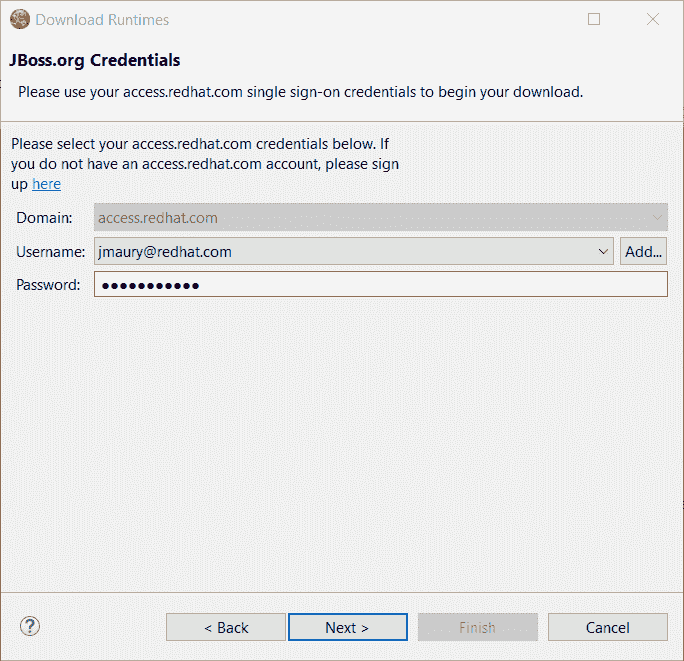 Download Runtimes
JBoss.org Credentials
Please use your access.redhat.com single sign-on credentials to begin your download.
Please select your access.redhat.com credentials below. If
you do not have an access.redhat.com account, please sign
up here
Domain: access.redhat.com
Username: jmaury@redhat.com Add...
Password: ●●●●●●●●●●●
? < Back Next > Finish Cancel